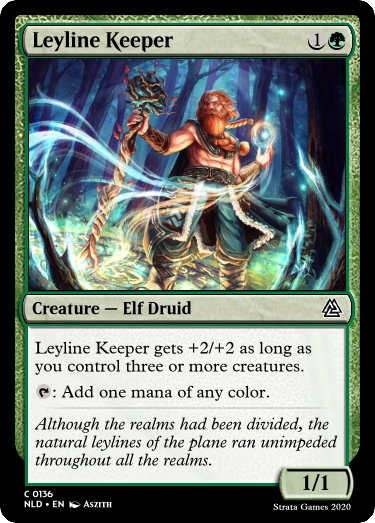 Leyline Keeper 1
Creature — Elf Druid
Leyline Keeper gets +2/+2 as long as
you control three or more creatures.
: Add one mana of any color.
Although the realms had been divided, the
natural leylines of the plane ran unimpeded
throughout all the realms.
1/1
C 0136
NLD • EN Aszith
Strata Games 2020